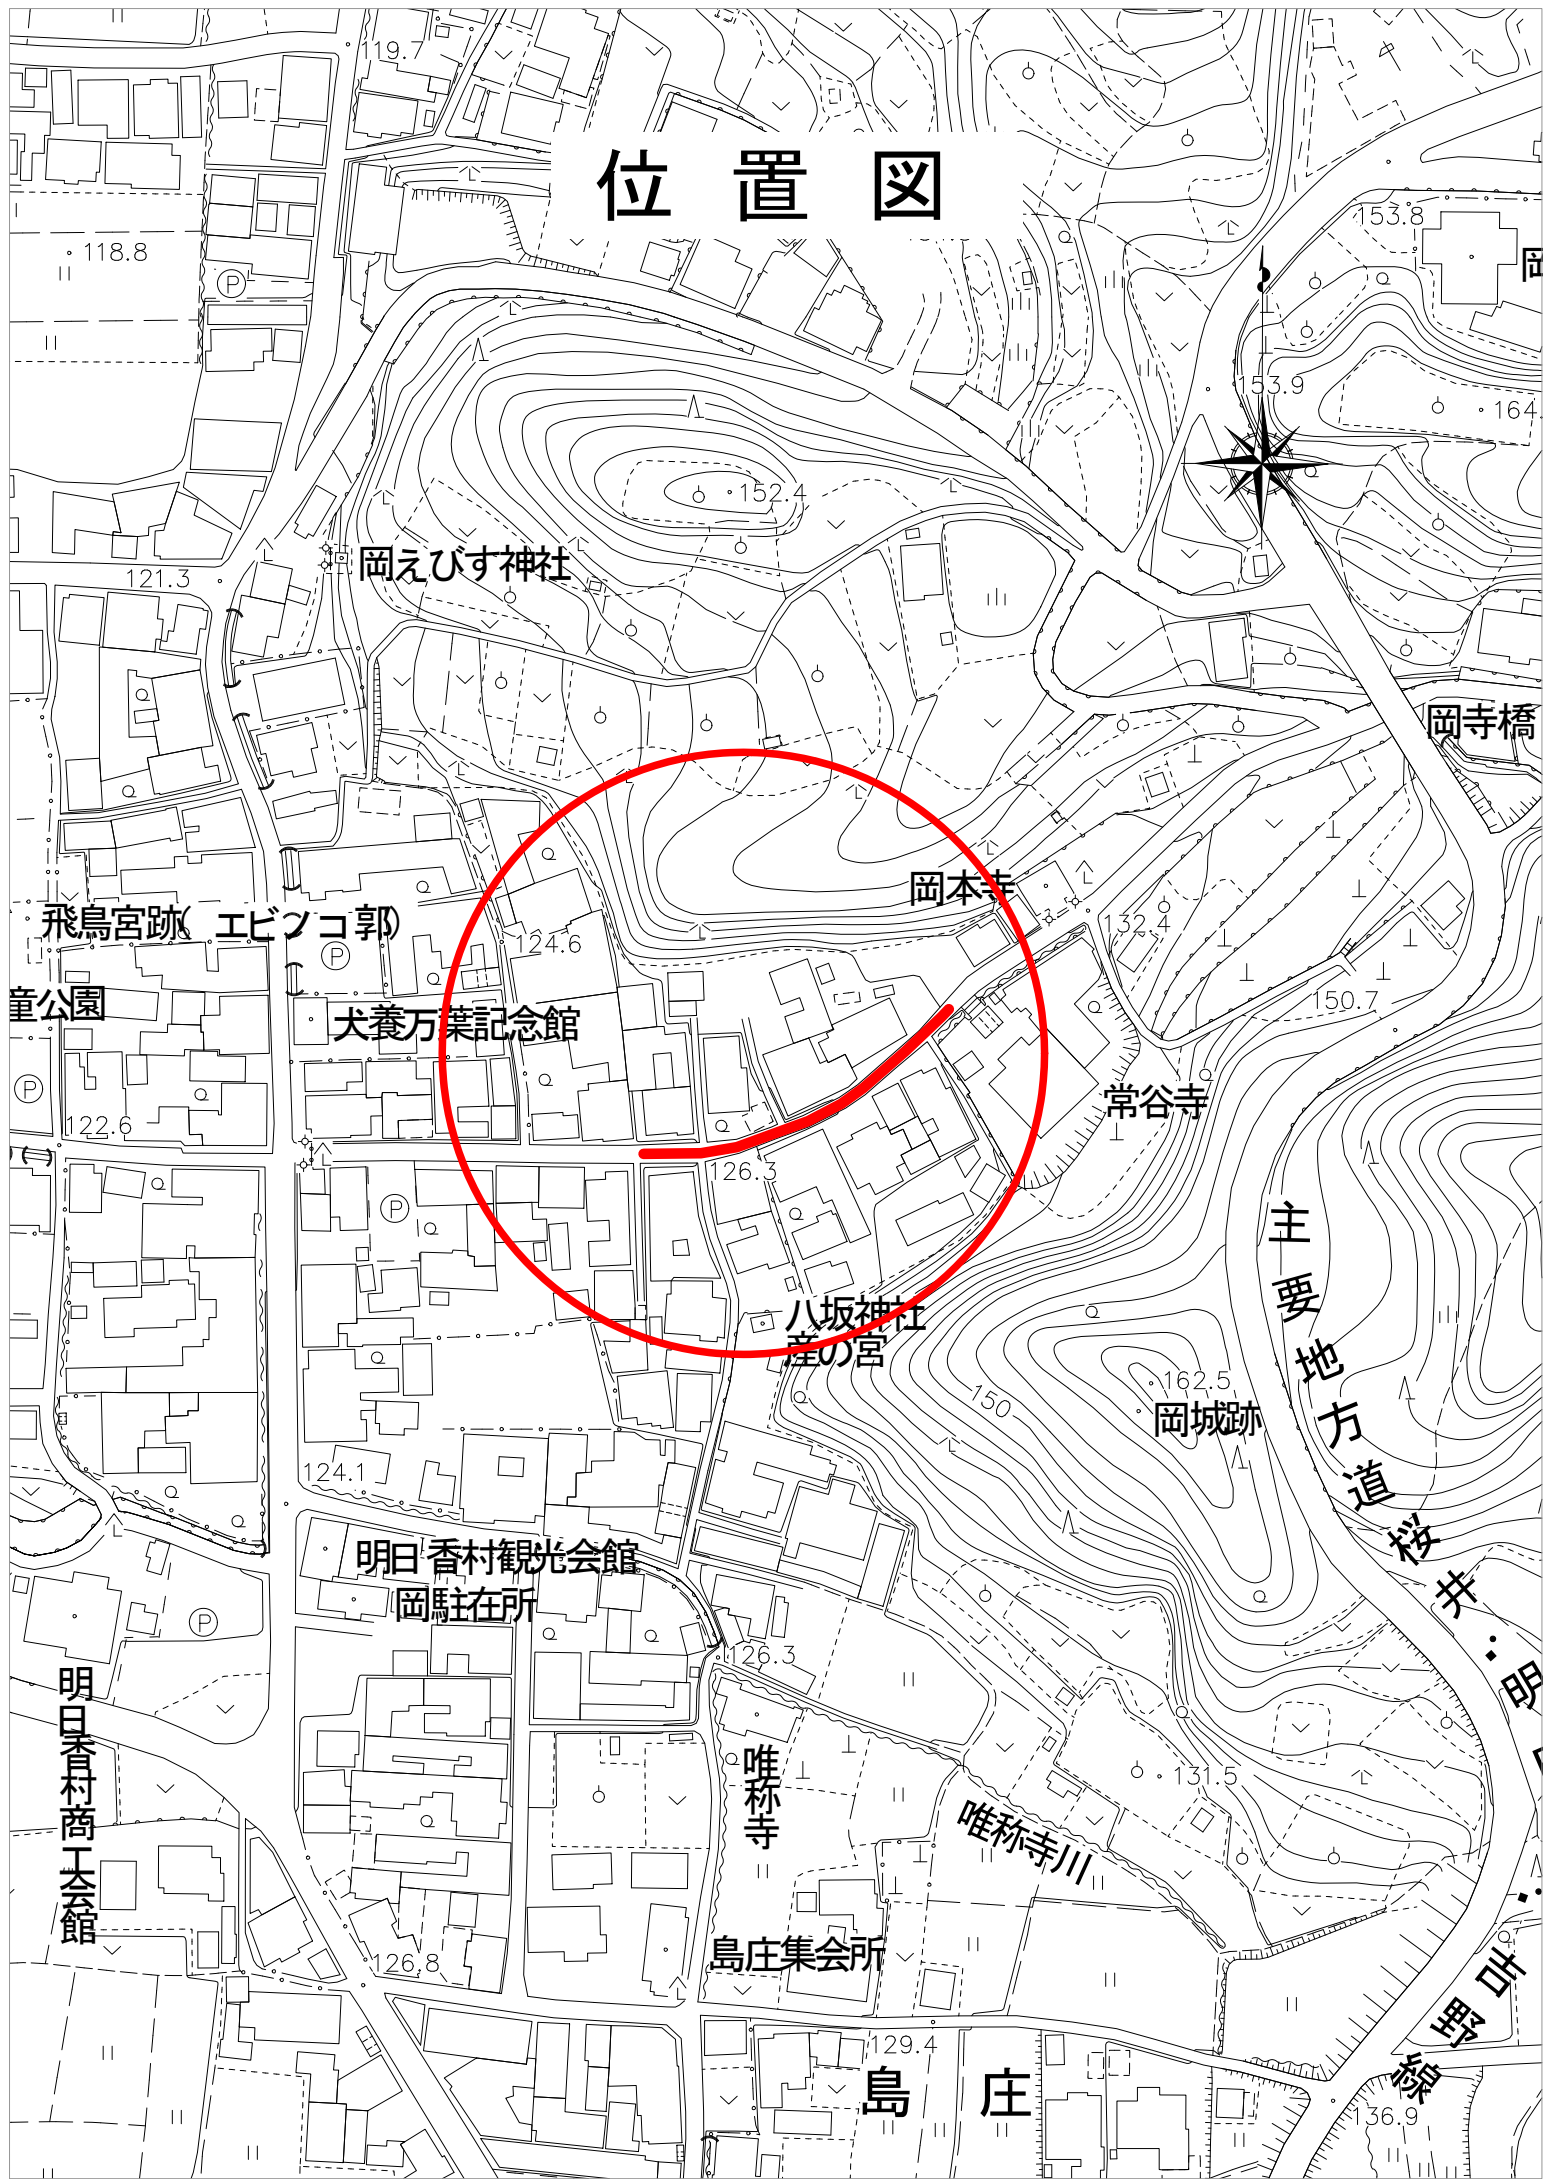 119.7
位 置 図
153.8
118.8
岡
P
153.9
164.
152.4
岡えびす神社
121.3
岡寺橋
岡本寺
飛鳥宮跡(エビノコ郭)
124.6
132.4
P
童公園
犬養万葉記念館
150.7
P
常谷寺
122.6
126.3
P
主要地方道桜井・明
八坂神社
産の宮
162.5
150
岡城跡
124.1
明日香村観光会館
岡駐在所
P
126.3
明日香村商工会館
唯称寺
131.5
唯称寺川
島庄集会所
126.8
吉野線
129.4
島 庄
136.9